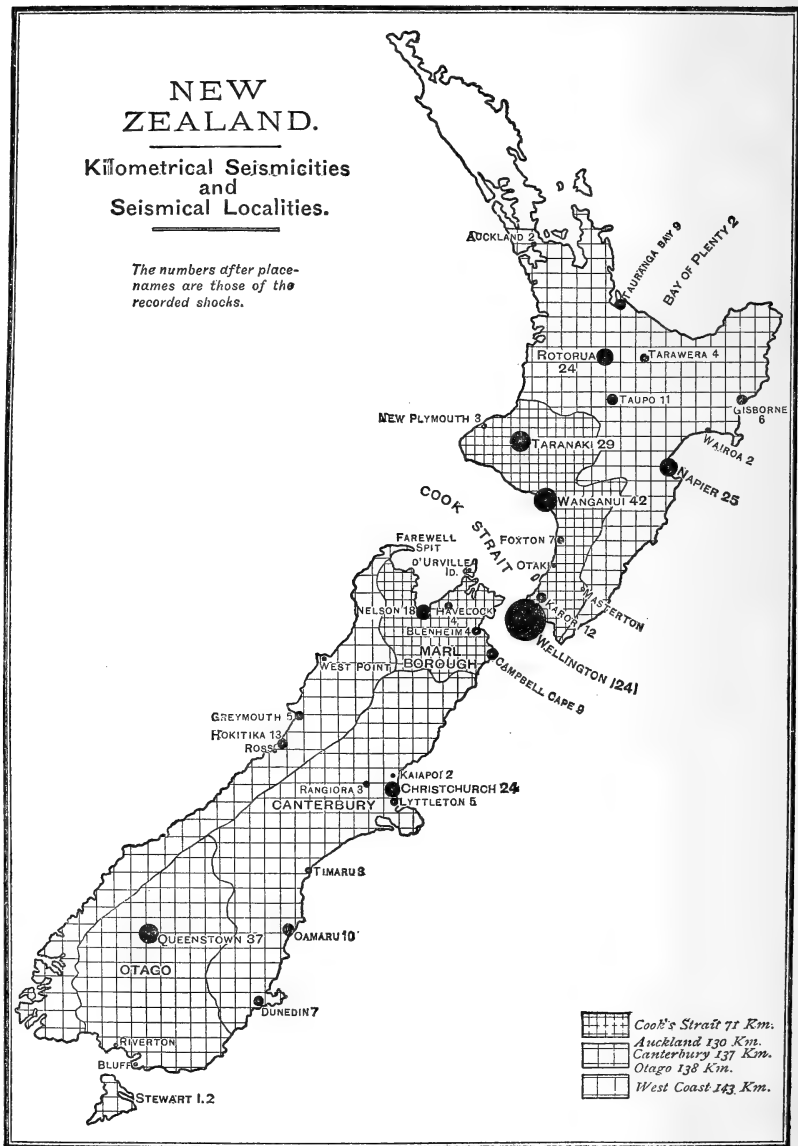 NEW
ZEALAND.
Kilometrical Seismicities
and
Seismical Localities.
The numbers after place-
names are those of the
recorded shocks.
AUCKLAND 2
TAURANGA BAY 9
BAY OF PLENTY 2
ROTORUA
24
TARAWERA 4
TAUPO 11
GISBORNE
6
NEW PLYMOUTH 3
TARANAKI 29
WAIROA 2
NAPIER 25
WANGANUI 42
COOK STRAIT
FOXTON 7
FAREWELL
SPIT
D'URVILLE
ID.
OTAKI
MASTERTON
KARORI 12
NELSON 18
HAVELOCK
4
BLENHEIM 4
WELLINGTON 1241
MARL
BOROUGH
WEST POINT
CAMPBELL CAPE 9
GREYMOUTH 5
HOKITIKA 13
ROSS
KAIAPOI 2
RANGIORA 3
CHRISTCHURCH 24
CANTERBURY
LYTTLETON 5
TIMARU 8
QUEENSTOWN 37
OAMARU 10
OTAGO
DUNEDIN 7
RIVERTON
BLUFF
STEWART I. 2
Cook's Strait 71 Km.
Auckland 130 Km.
Canterbury 137 Km.
Otago 138 Km.
West Coast 143 Km.